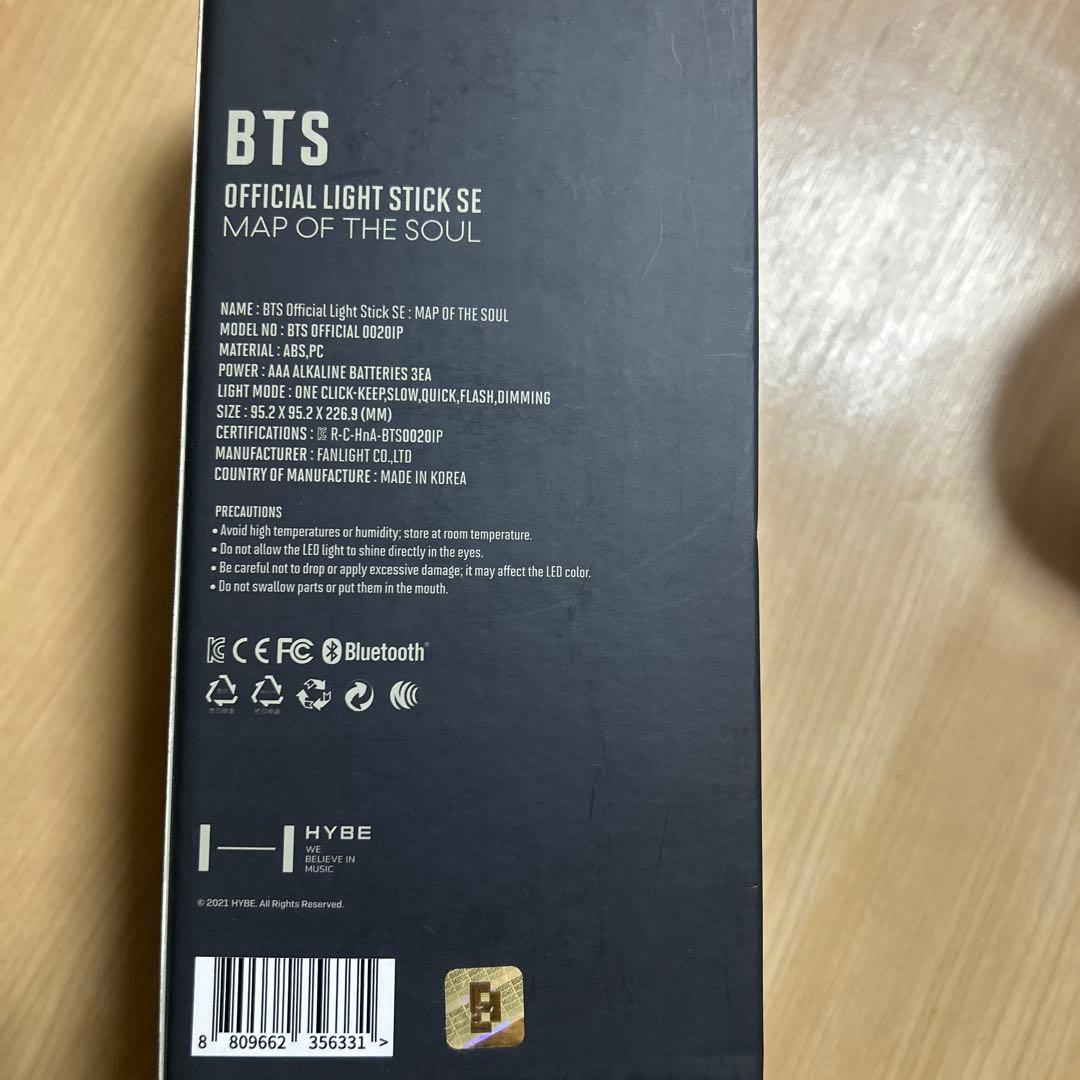 BTS
OFFICIAL LIGHT STICK SE
MAP OF THE SOUL
NAME : BTS Official Light Stick SE : MAP OF THE SOUL
MODEL NO : BTS OFFICIAL 0020IP
MATERIAL : ABS,PC
POWER : AAA ALKALINE BATTERIES 3EA
LIGHT MODE : ONE CLICK-KEEP,SLOW,QUICK,FLASH,DIMMING
SIZE : 95.2 X 95.2 X 226.9 (MM)
CERTIFICATIONS : R-C-HnA-BTS0020IP
MANUFACTURER : FANLIGHT CO.,LTD
COUNTRY OF MANUFACTURE : MADE IN KOREA
PRECAUTIONS
• Avoid high temperatures or humidity; store at room temperature.
• Do not allow the LED light to shine directly in the eyes.
• Be careful not to drop or apply excessive damage; it may affect the LED color.
• Do not swallow parts or put them in the mouth.
CE FC Bluetooth®
HYBE
WE
BELIEVE IN
MUSIC
© 2021 HYBE. All Rights Reserved.
8 809662 356331 >